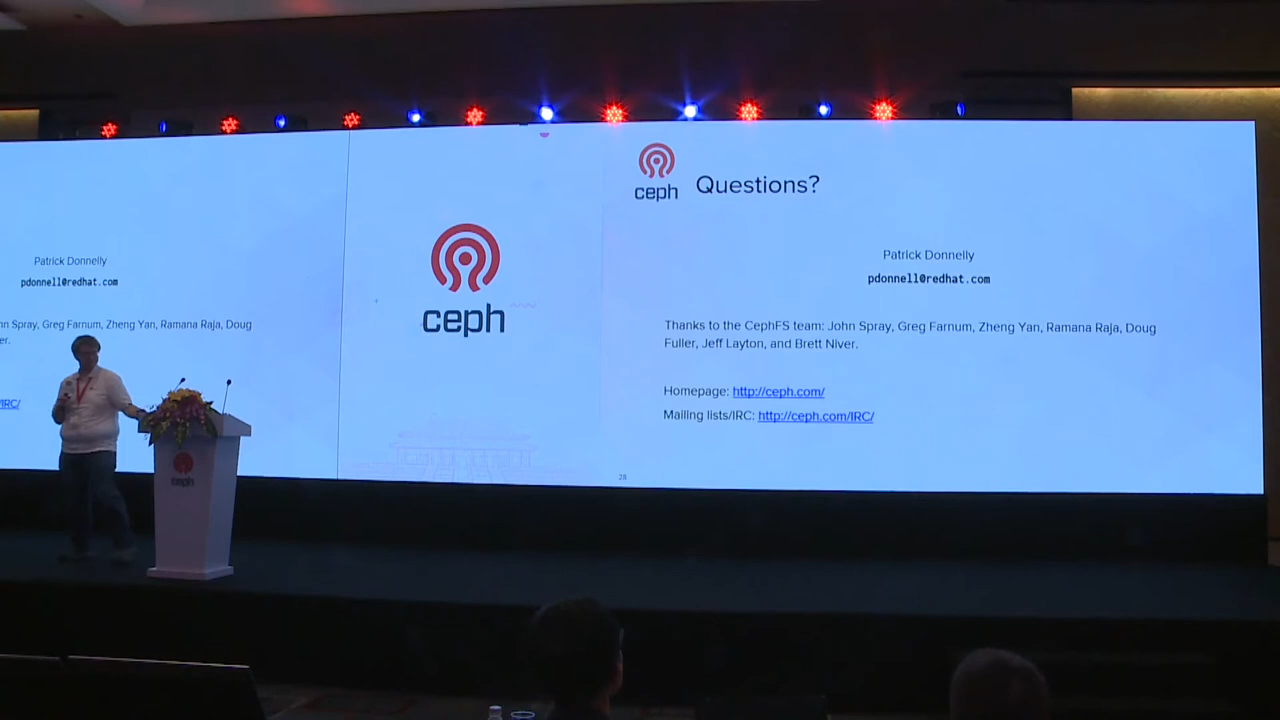 Patrick Donnelly
pdonnell@redhat.com
hn Spray, Greg Farnum, Zheng Yan, Ramana Raja, Doug
er.
/IRC/
ceph
ceph
ceph
Questions?
Patrick Donnelly
pdonnell@redhat.com
Thanks to the CephFS team: John Spray, Greg Farnum, Zheng Yan, Ramana Raja, Doug
Fuller, Jeff Layton, and Brett Niver.
Homepage: http://ceph.com/
Mailing lists/IRC: http://ceph.com/IRC/
28